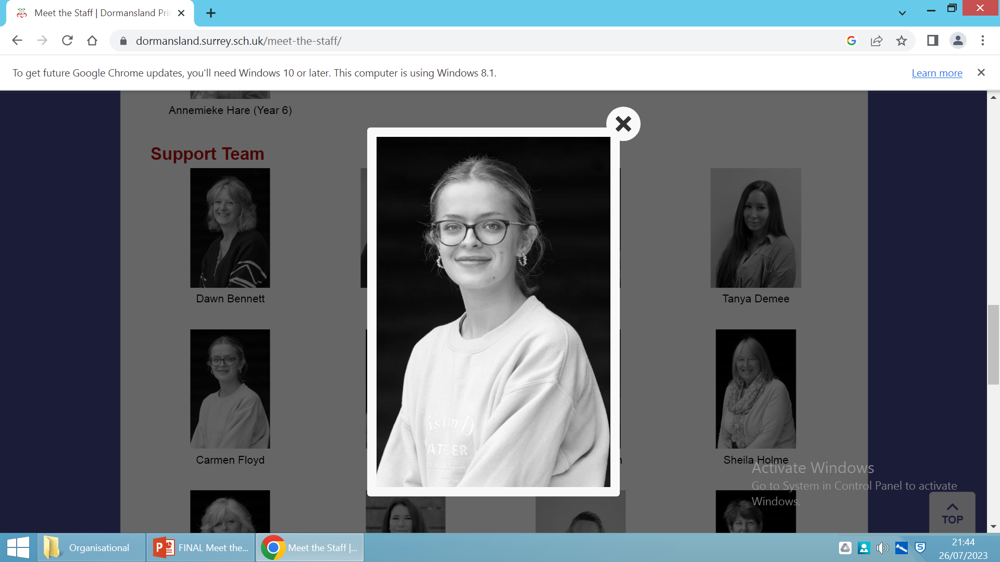 Meet the Staff | Dormansland Pri
dormansland.surrey.sch.uk/meet-the-staff/
To get future Google Chrome updates, you'll need Windows 10 or later. This computer is using Windows 8.1.
Learn more
Annemieke Hare (Year 6)
Support Team
Dawn Bennett
Tanya Demee
istinD
ATELER
Carmen Floyd
n
Sheila Holme
Activate Windows
Go to System in Control Panel to activate
Windows.
TOP
Organisational
FINAL Meet the...
Meet the Staff |...
21:44
26/07/2023